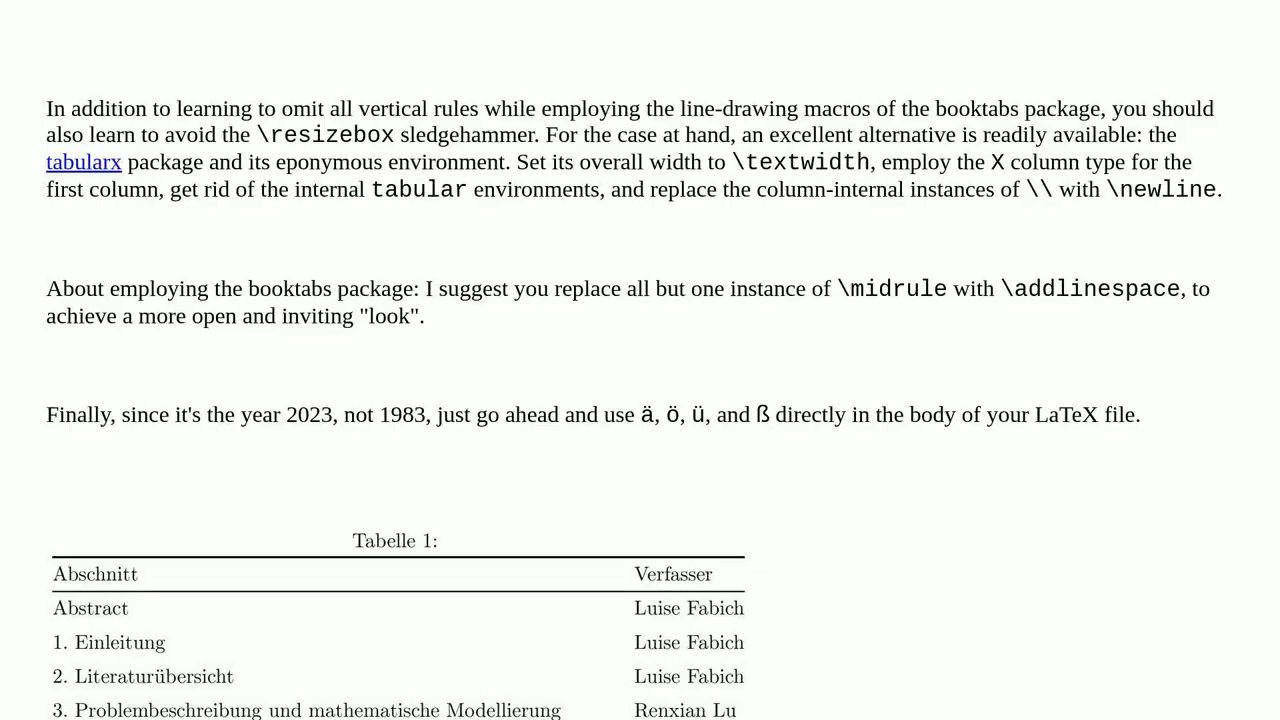 In addition to learning to omit all vertical rules while employing the line-drawing macros of the booktabs package, you should
also learn to avoid the \resizebox sledgehammer. For the case at hand, an excellent alternative is readily available: the
tabularx package and its eponymous environment. Set its overall width to \textwidth, employ the X column type for the
first column, get rid of the internal tabular environments, and replace the column-internal instances of \\ with \newline.
About employing the booktabs package: I suggest you replace all but one instance of \midrule with \addlinespace, to
achieve a more open and inviting "look".
Finally, since it's the year 2023, not 1983, just go ahead and use ä, ö, ü, and ß directly in the body of your LaTeX file.
Tabelle 1:
Abschnitt Verfasser
Abstract Luise Fabich
1. Einleitung Luise Fabich
2. Literaturübersicht Luise Fabich
3. Problembeschreibung und mathematische Modellierung Renxian Lu